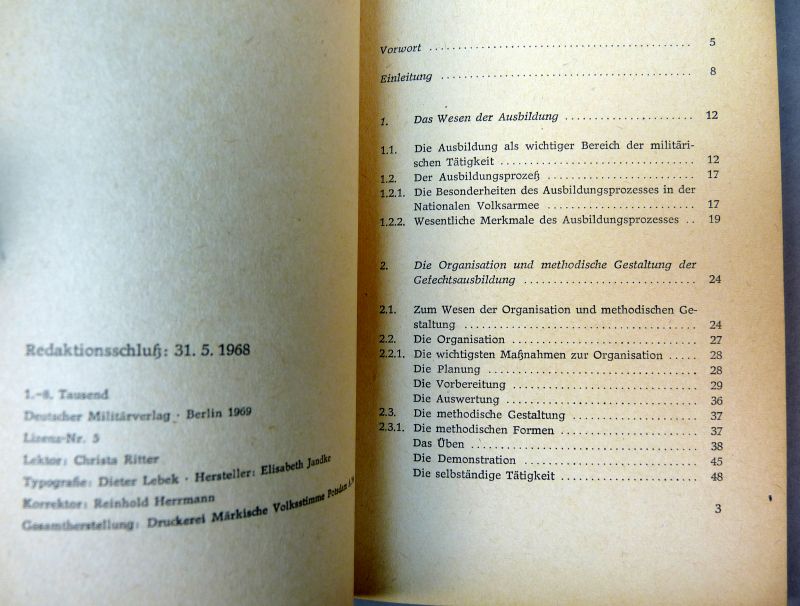 Redaktionsschluß: 31. 5. 1968
1.–8. Tausend
Deutscher Militärverlag · Berlin 1969
Lizenz-Nr. 5
Lektor: Christa Ritter
Typografie: Dieter Lebek · Hersteller: Elisabeth Jandke
Korrektor: Reinhold Herrmann
Gesamtherstellung: Druckerei Märkische Volksstimme Potsdam
Vorwort 5
Einleitung 8
1. Das Wesen der Ausbildung 12
1.1. Die Ausbildung als wichtiger Bereich der militäri-
schen Tätigkeit 12
1.2. Der Ausbildungsprozeß 17
1.2.1. Die Besonderheiten des Ausbildungsprozesses in der
Nationalen Volksarmee 17
1.2.2. Wesentliche Merkmale des Ausbildungsprozesses 19
2. Die Organisation und methodische Gestaltung der
Gefechtsausbildung 24
2.1. Zum Wesen der Organisation und methodischen Ge-
staltung 24
2.2. Die Organisation 27
2.2.1. Die wichtigsten Maßnahmen zur Organisation 28
Die Planung 28
Die Vorbereitung 29
Die Auswertung 36
2.3. Die methodische Gestaltung 37
2.3.1. Die methodischen Formen 37
Das Üben 38
Die Demonstration 45
Die selbständige Tätigkeit 48
3